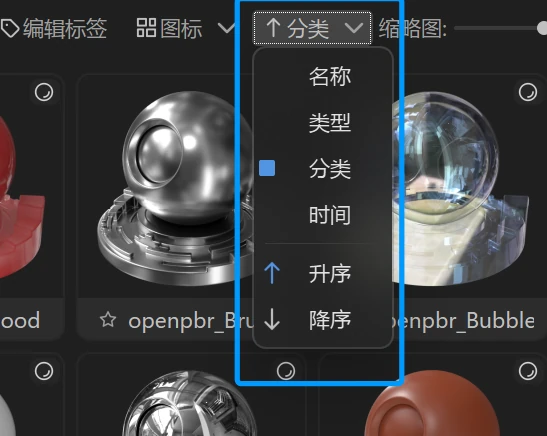 编辑标签 图标 分类 缩略图:
名称
类型
分类
时间
升序
降序
ood openpbr_Bru enpbr_Bubble